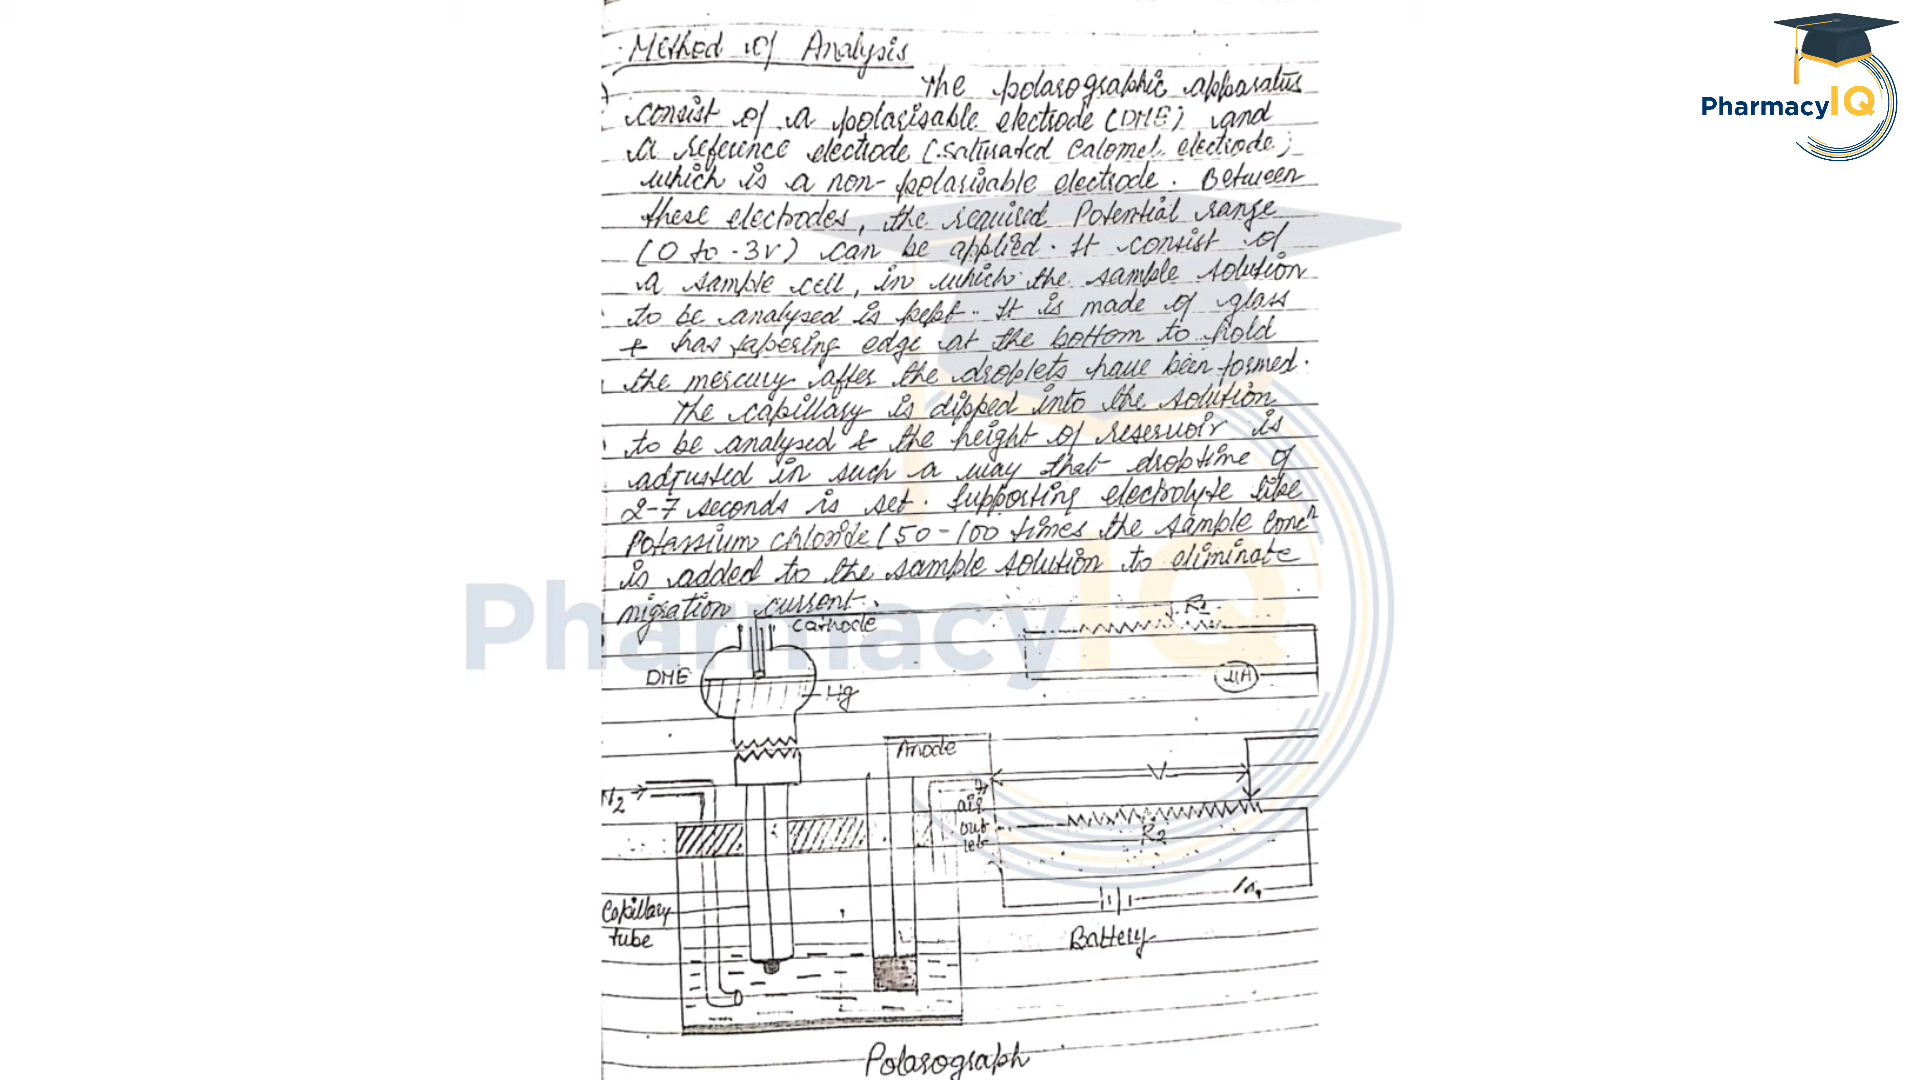 Method of Analysis
The polarographic apparatus
consist of a polarisable electrode (DME) and
a reference electrode (saturated calomel electrode)
which is a non-polarisable electrode. Between
these electrodes, the required Potential range
(0 to -3V) can be applied. It consist of
a sample cell, in which the sample solution
to be analysed is kept. It is made of glass
+ has tapering edge at the bottom to hold
the mercury after the droplets have been formed.
The capillary is dipped into the solution
to be analysed & the height of reservoir is
adjusted in such a way that droptime of
2-7 seconds is set. Supporting electrolyte like
Potassium chloride (50-100 times the sample concn
is added to the sample solution to eliminate
migration current.
Cathode
R1
DME
Hg
μA
Anode
V
N2
air
out
let
R2
Capillary
tube
Battery
Polarograph
PharmacyIQ
PharmacyIQ